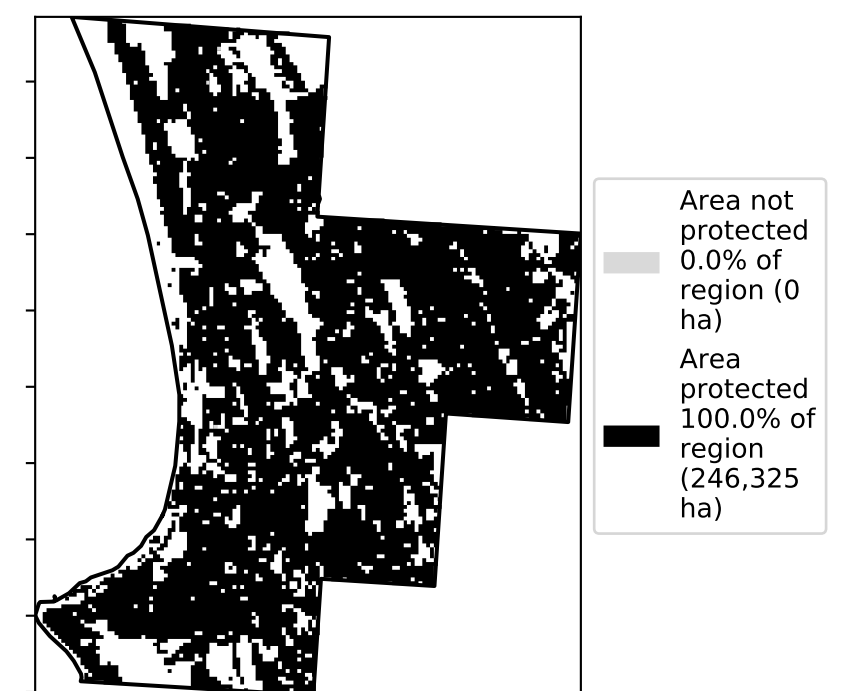 Area not
protected
0.0% of
region (0
ha)
Area
protected
100.0% of
region
(246,325
ha)